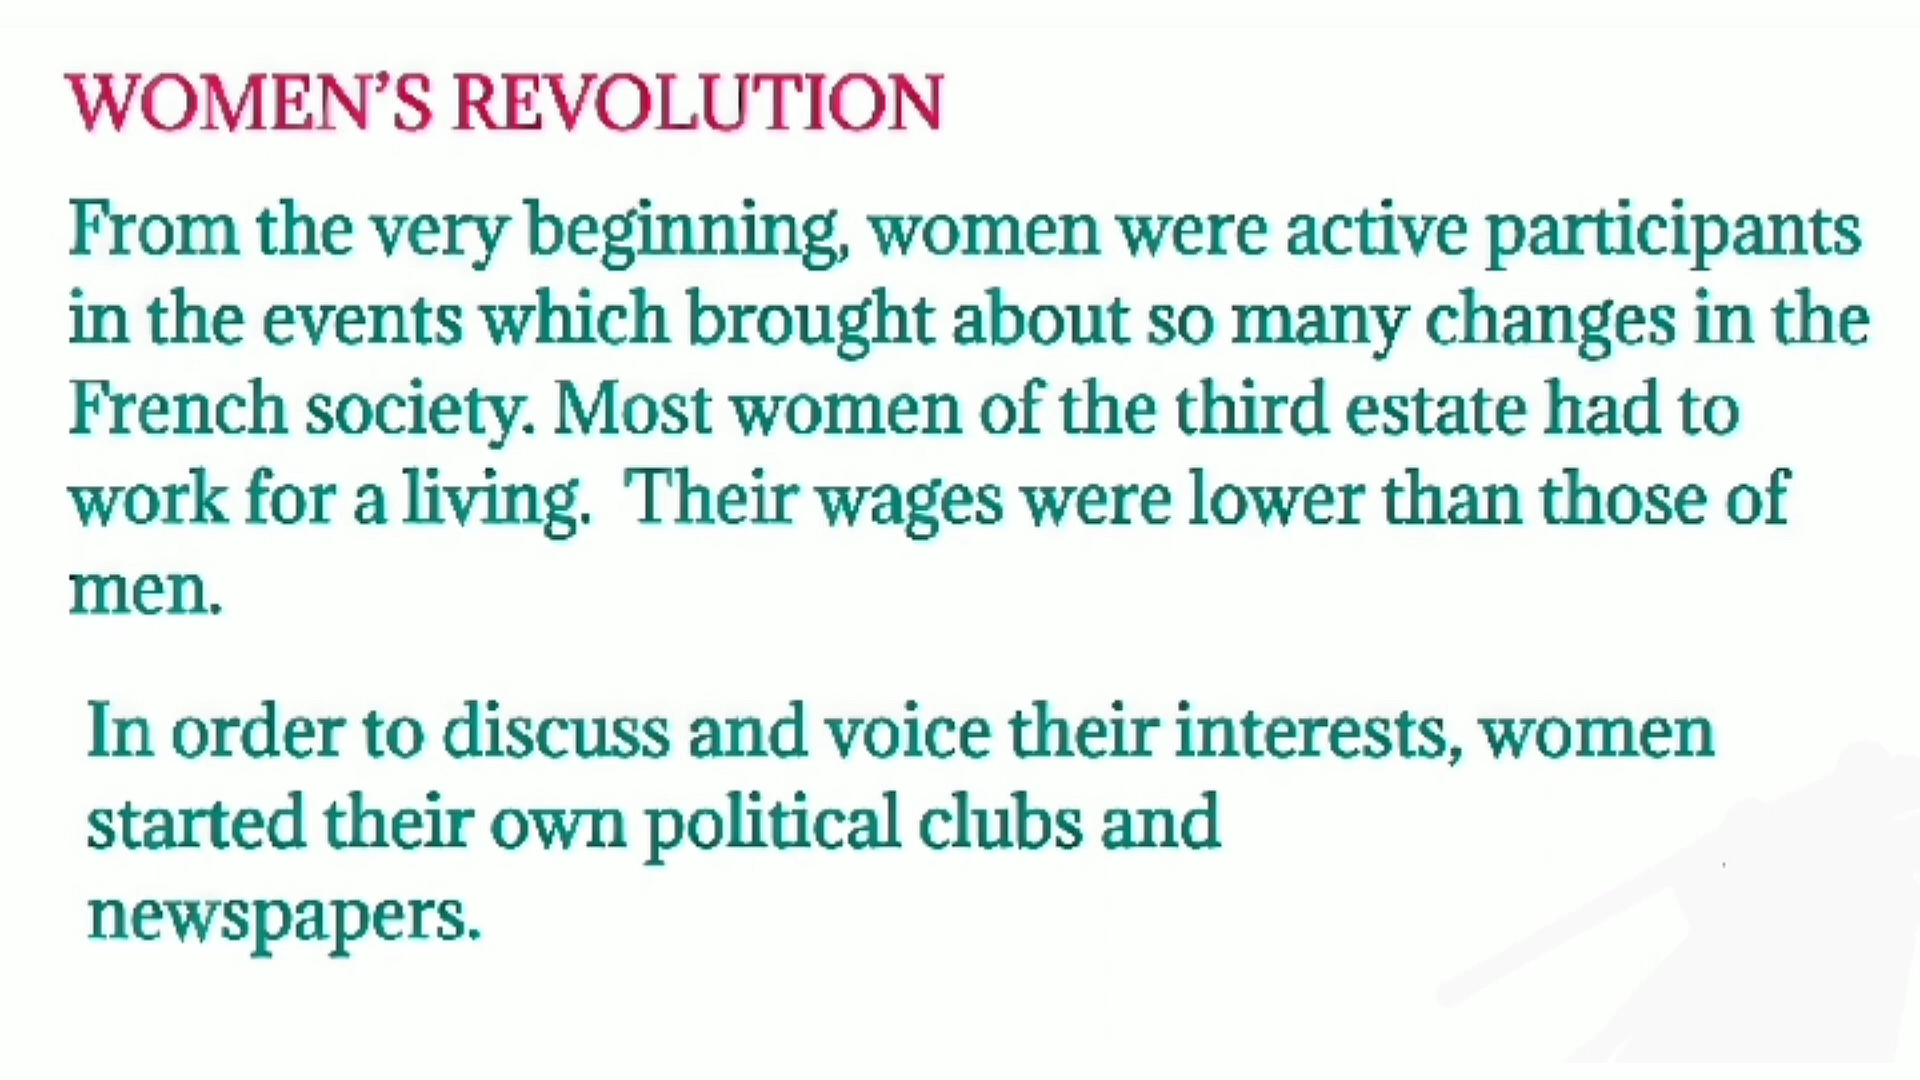 WOMEN’S REVOLUTION
From the very beginning, women were active participants
in the events which brought about so many changes in the
French society. Most women of the third estate had to
work for a living.  Their wages were lower than those of
men.
In order to discuss and voice their interests, women
started their own political clubs and
newspapers.